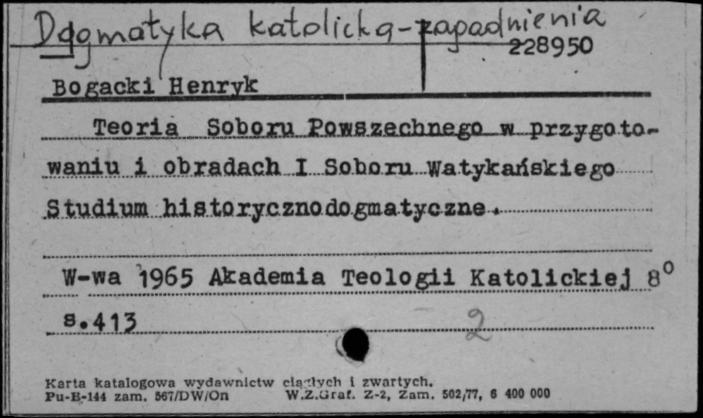 Dogmatyka katolicka-zapadnienia
228950
Bogacki Henryk
Teoria Soboru Powszechnego w przygoto-
waniu i obradach I Soboru Watykańskiego
Studium historycznodogmatyczne.
W-wa 1965 Akademia Teologii Katolickiej 8°
s.413
2
Karta katalogowa wydawnictw ciągłych i zwartych.
Pu-E-144 zam. 567/DW/On W.Z.Graf. Z-2, Zam. 502/77, 6 400 000